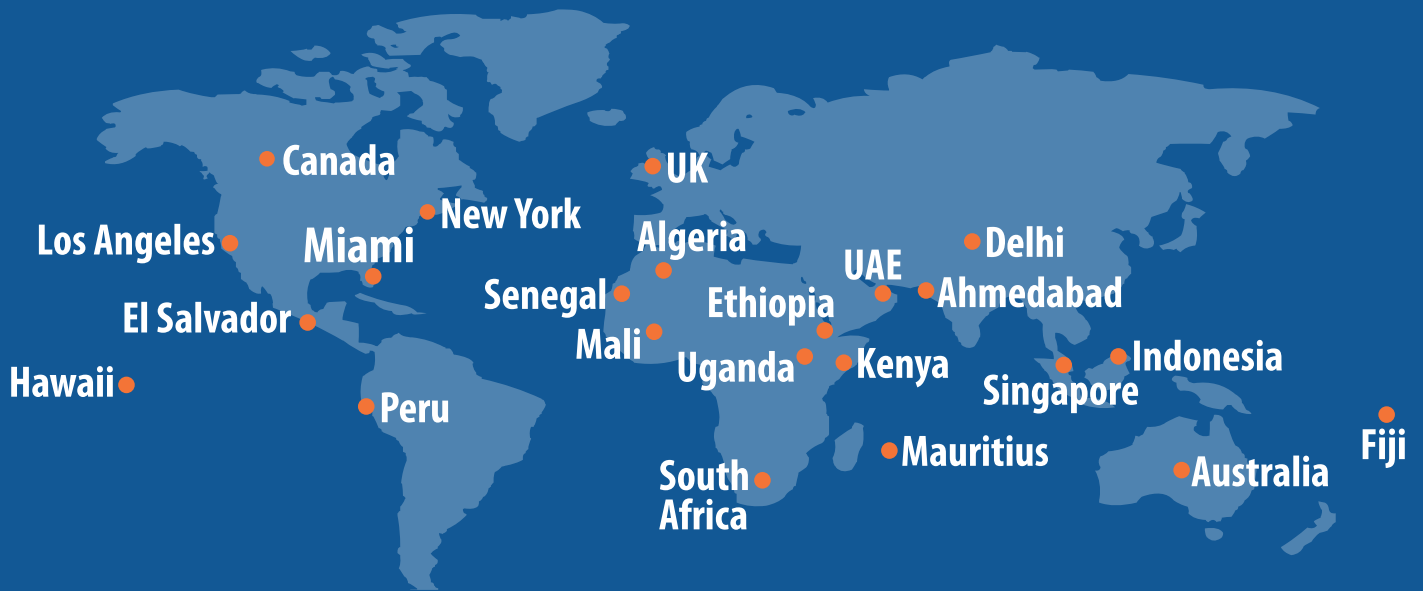 Canada
UK
New York
Los Angeles
Miami
Algeria
Delhi
UAE
Senegal
Ethiopia
Ahmedabad
El Salvador
Mali
Uganda
Kenya
Indonesia
Hawaii
Singapore
Peru
Fiji
Mauritius
Australia
South
Africa